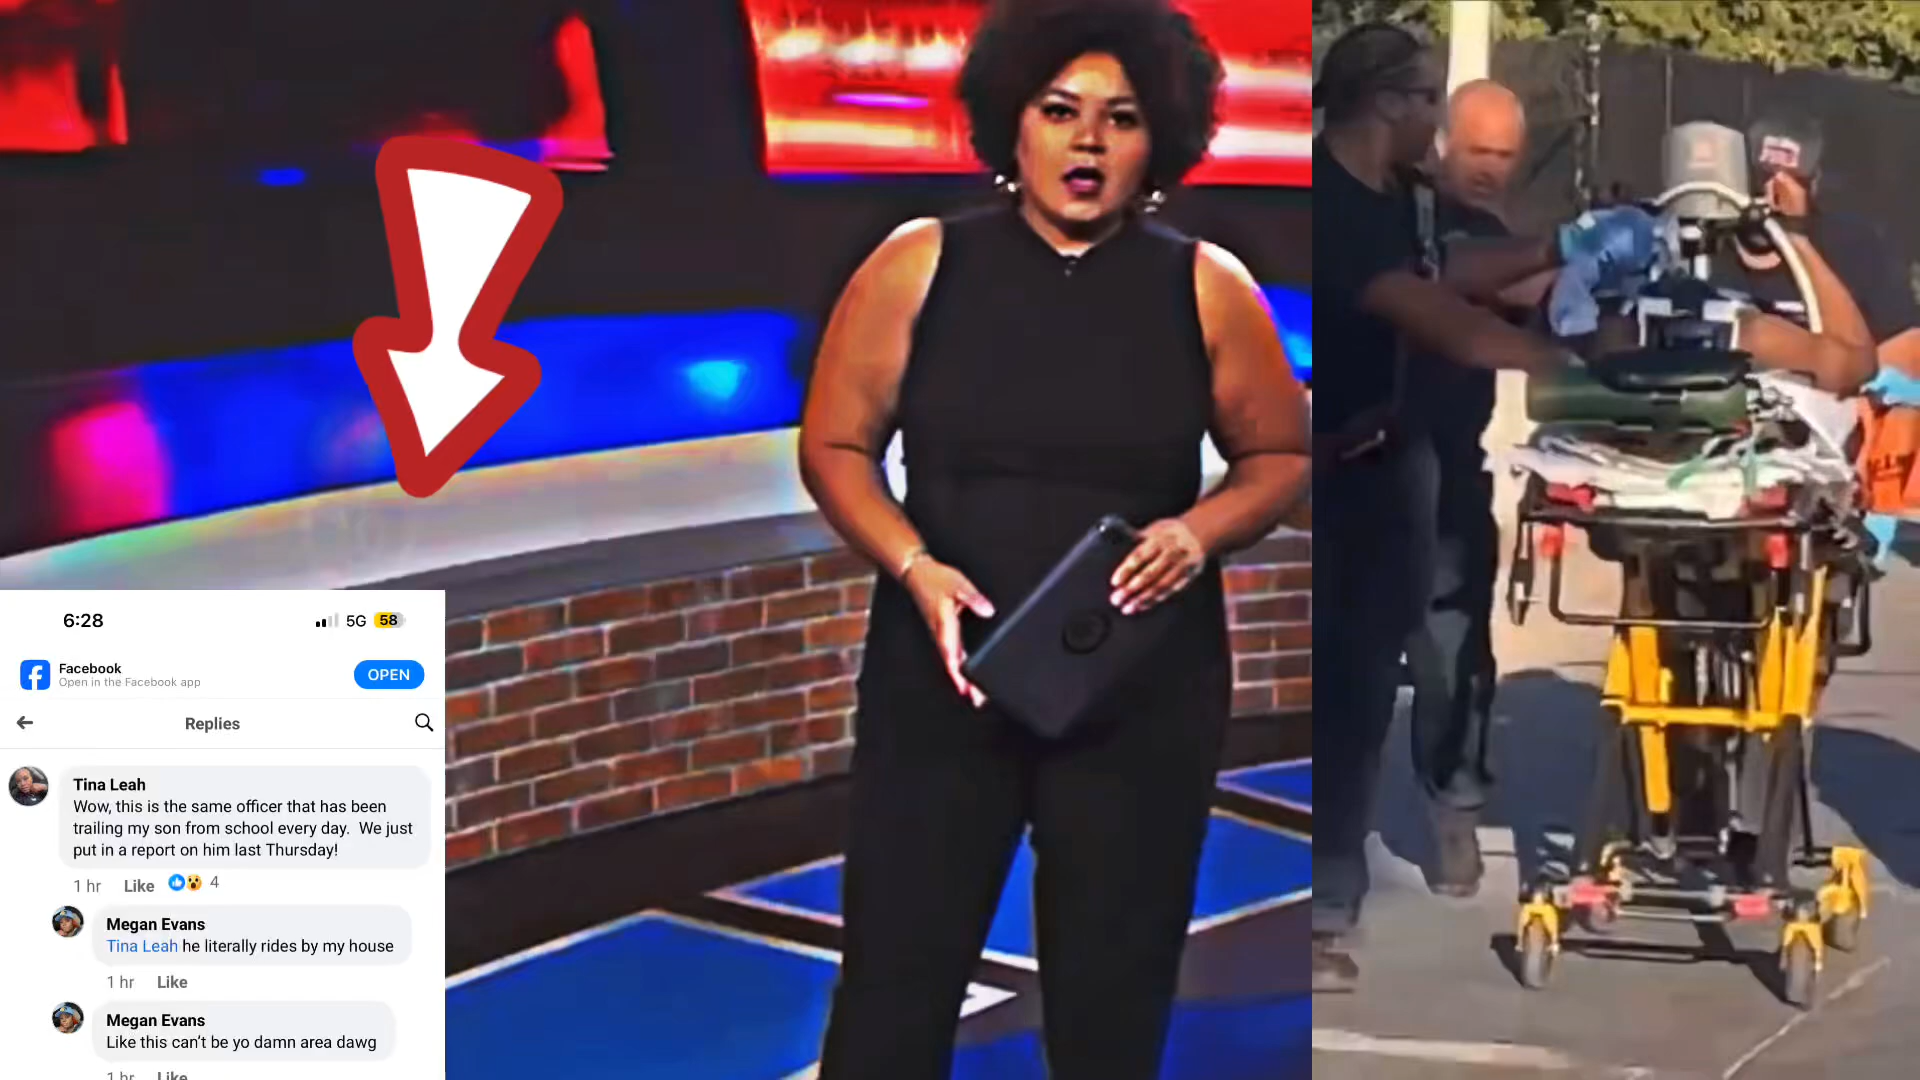 6:28
5G 58
Facebook
Open in the Facebook app
OPEN
Replies
Tina Leah
Wow, this is the same officer that has been
trailing my son from school every day. We just
put in a report on him last Thursday!
1 hr Like 4
Megan Evans
Tina Leah he literally rides by my house
1 hr Like
Megan Evans
Like this can't be yo damn area dawg
1 hr Like